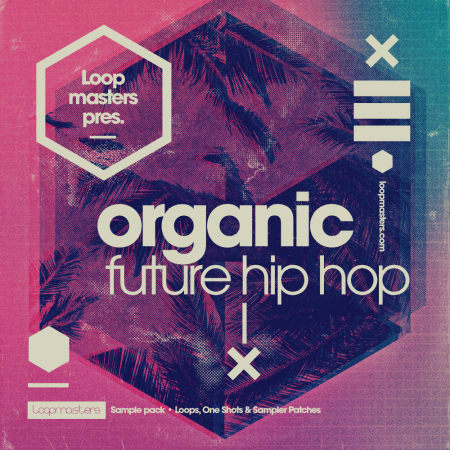 Loop
masters
pres.
loopmasters.com
organic
future hip hop
loopmasters
Sample pack • Loops, One Shots & Sampler Patches